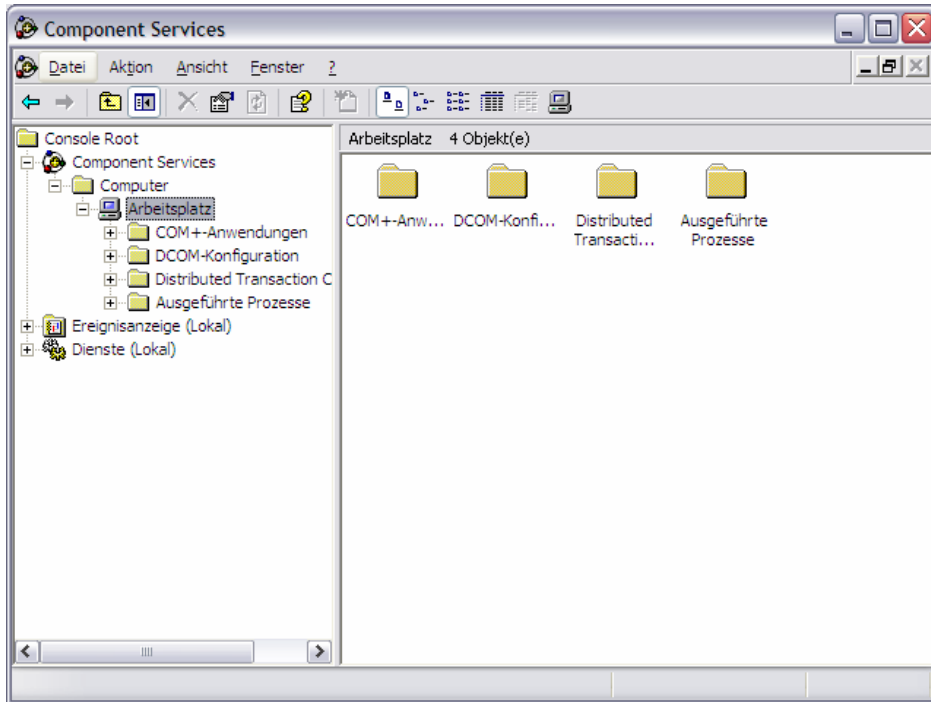 Component Services
Datei Aktion Ansicht Fenster ?
Console Root
Component Services
Computer
Arbeitsplatz
COM+-Anwendungen
DCOM-Konfiguration
Distributed Transaction C
Ausgeführte Prozesse
Ereignisanzeige (Lokal)
Dienste (Lokal)
Arbeitsplatz 4 Objekt(e)
COM+-Anw... DCOM-Konfi... Distributed Ausgeführte
Transacti... Prozesse